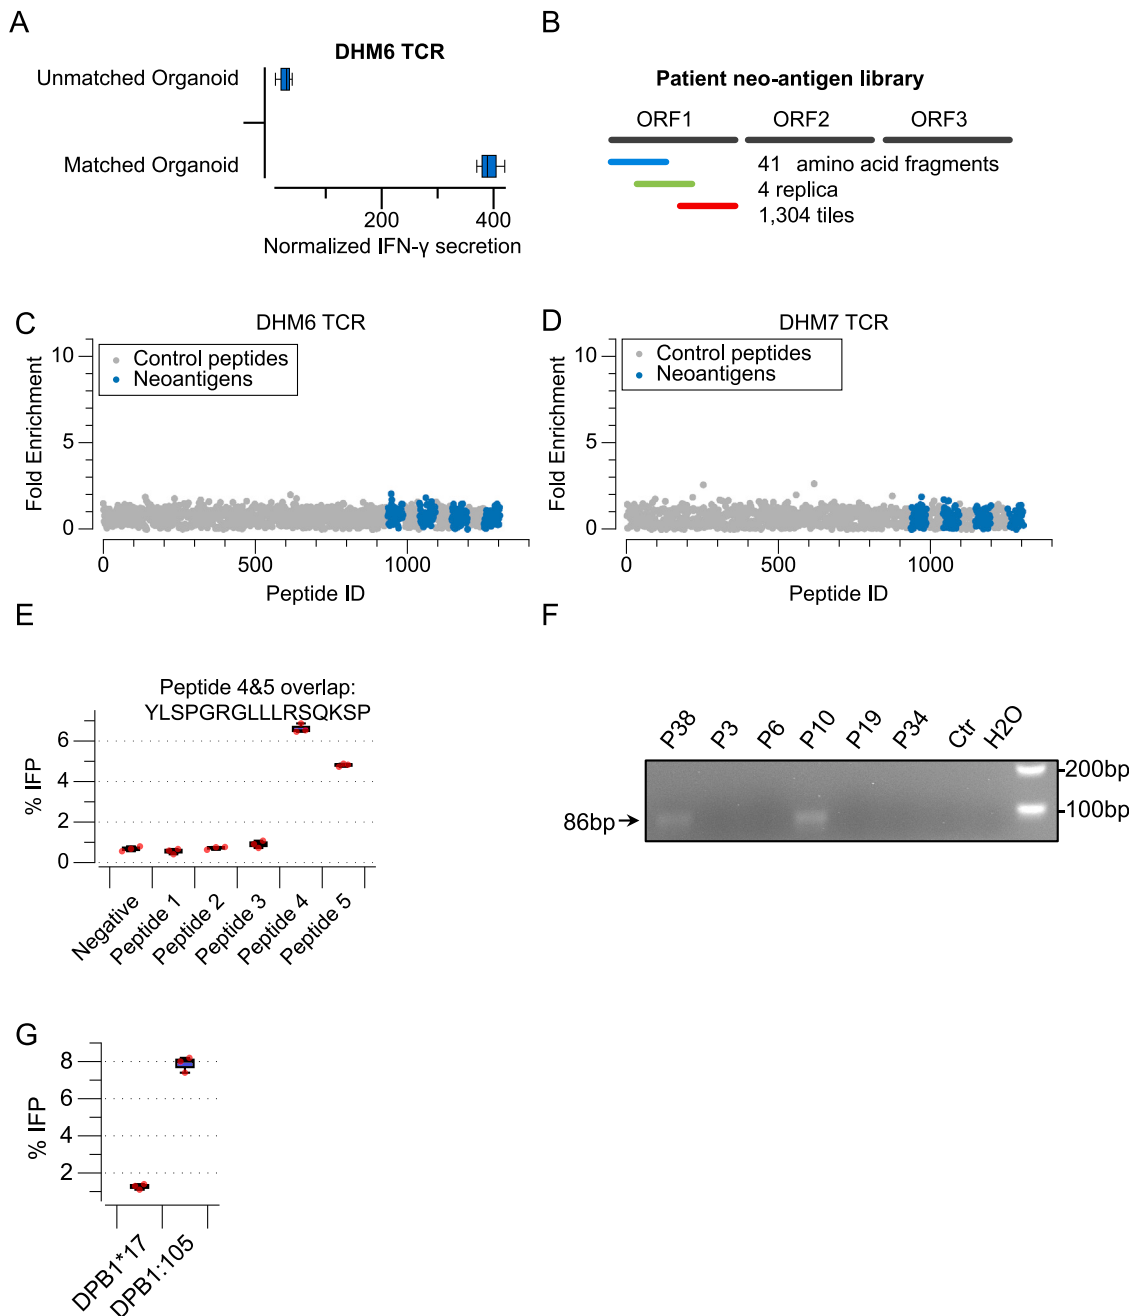 A
DHM6 TCR
Unmatched Organoid
Matched Organoid
200
400
Normalized IFN-γ secretion
B
Patient neo-antigen library
ORF1
ORF2
ORF3
41 amino acid fragments
4 replica
1,304 tiles
C
DHM6 TCR
Control peptides
Neoantigens
Fold Enrichment
10
5
0
0
500
1000
Peptide ID
D
DHM7 TCR
Control peptides
Neoantigens
Fold Enrichment
10
5
0
0
500
1000
Peptide ID
E
Peptide 4&5 overlap:
YLSPGRGLLLRSQKSP
% IFP
6
4
2
0
Negative
Peptide 1
Peptide 2
Peptide 3
Peptide 4
Peptide 5
F
P38
P3
P6
P10
P19
P34
Ctr
H2O
200bp
100bp
86bp
G
% IFP
8
6
4
2
DPB1*17
DPB1:105